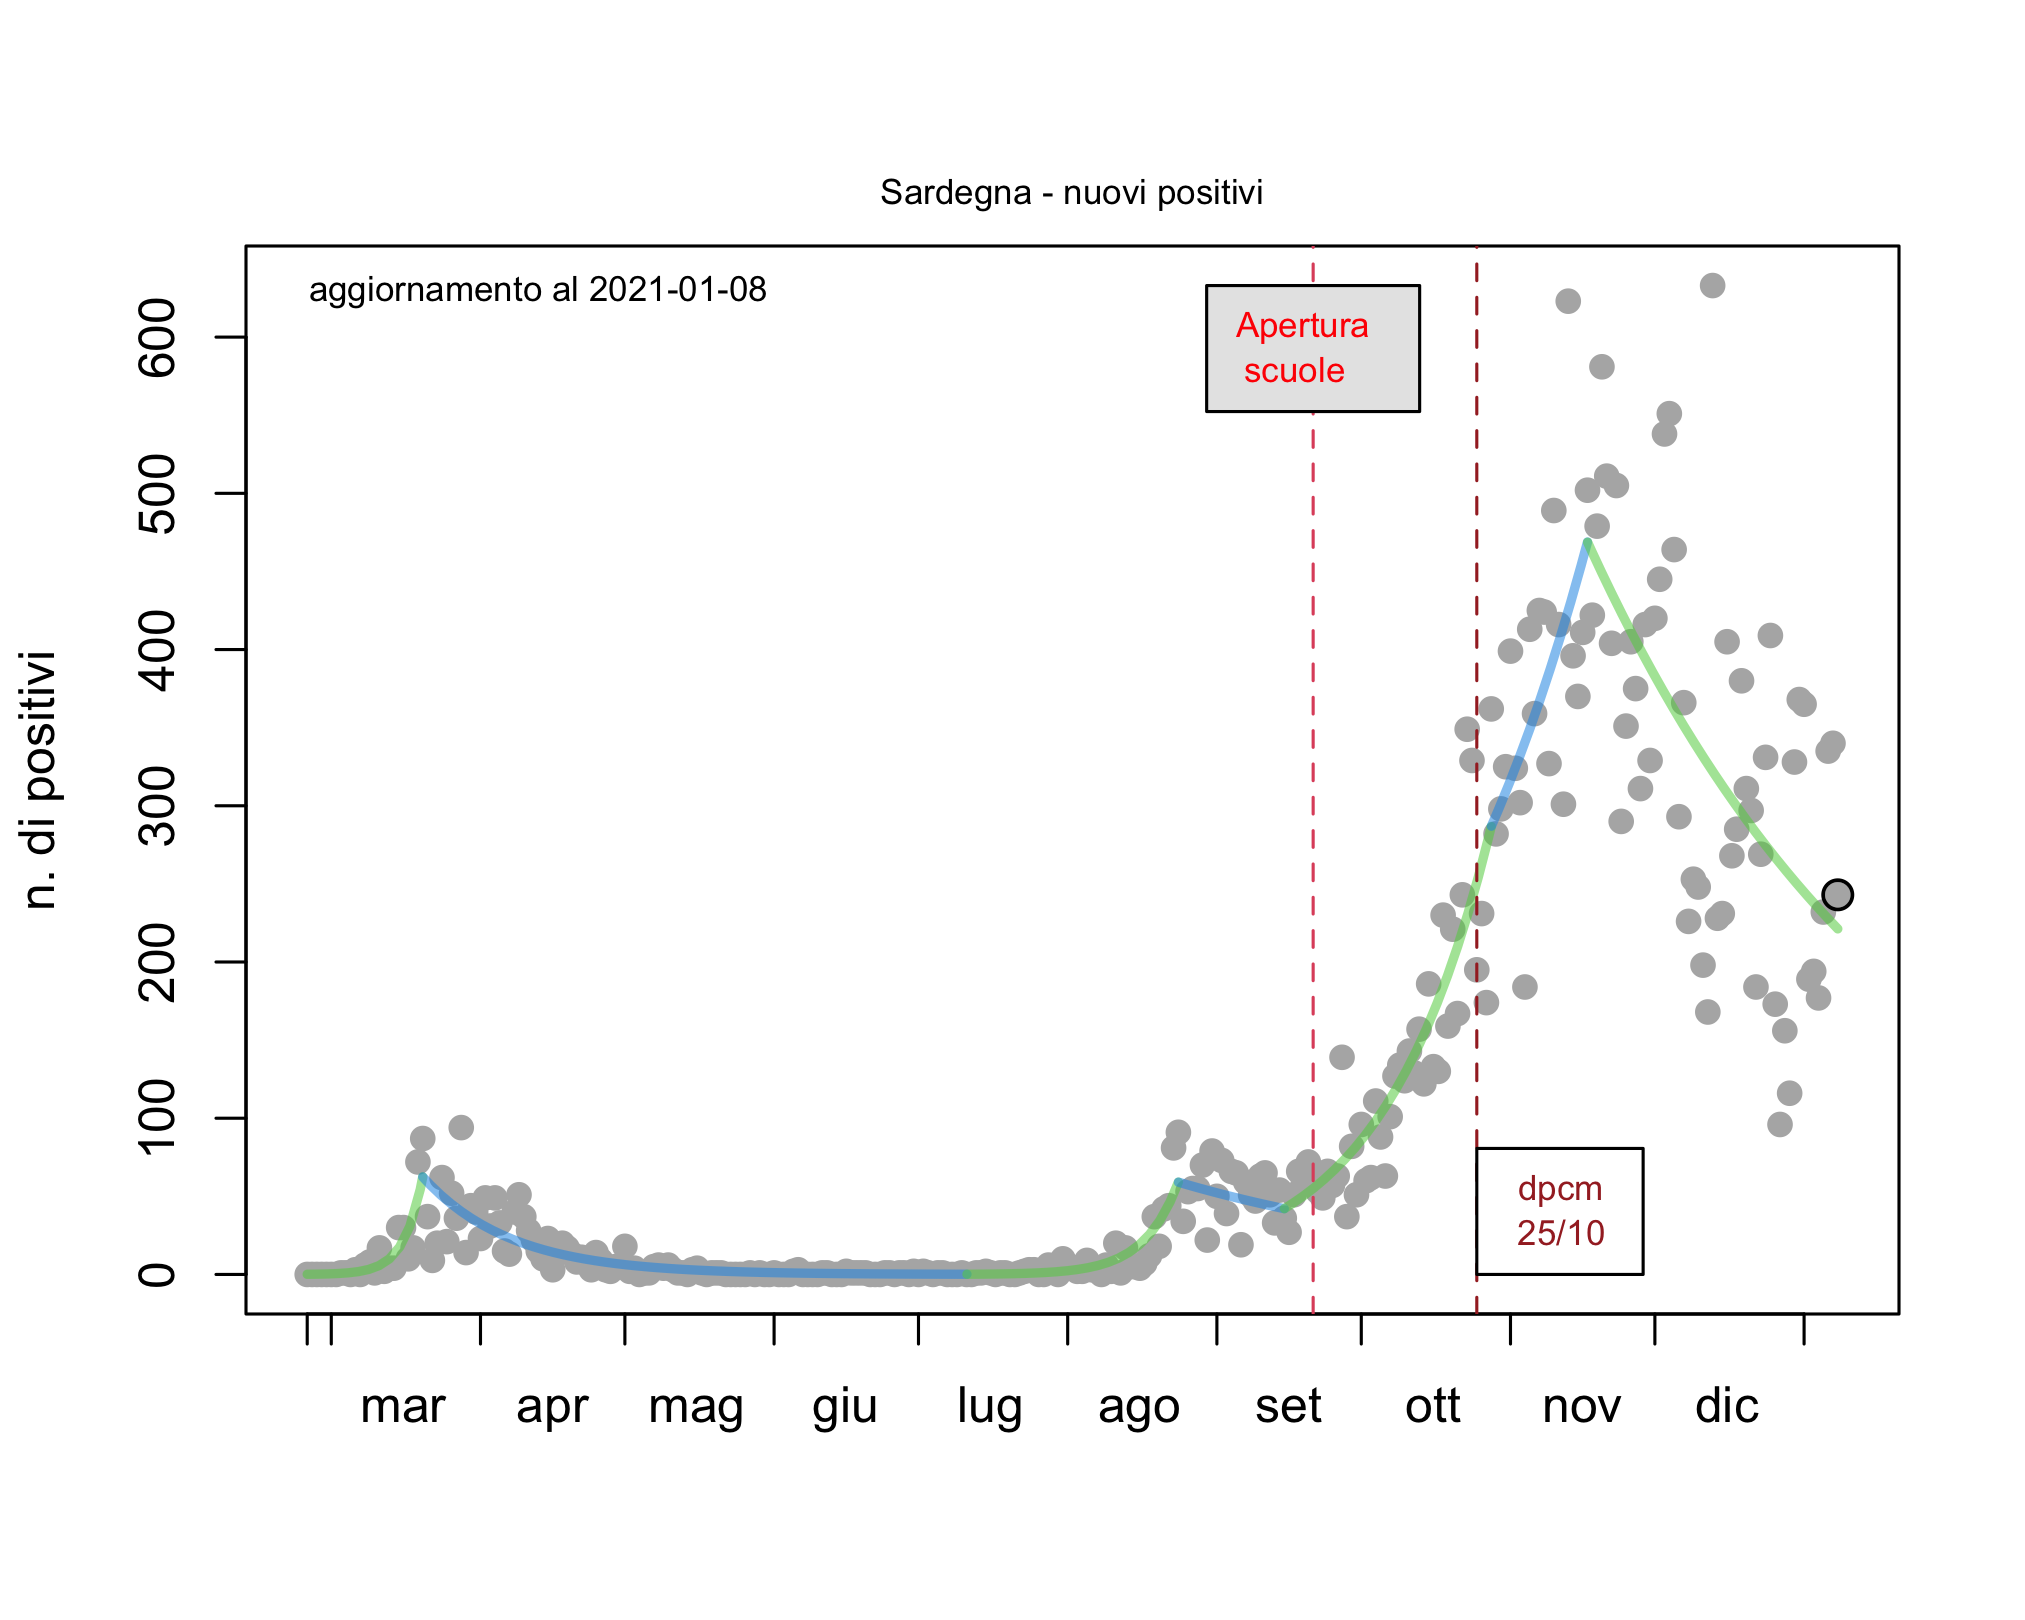 Sardegna - nuovi positivi
aggiornamento al 2021-01-08
Apertura
scuole
dpcm
25/10
n. di positivi
600
500
400
300
200
100
0
mar apr mag giu lug ago set ott nov dic